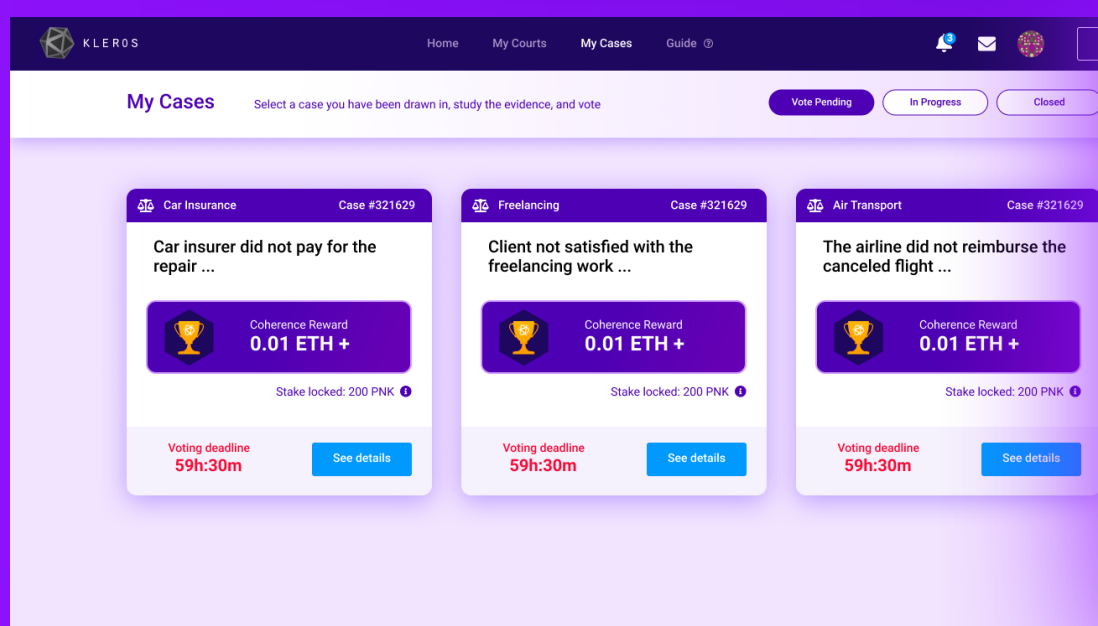 KLEROS
Home My Courts My Cases Guide
3
My Cases
Select a case you have been drawn in, study the evidence, and vote
Vote Pending In Progress Closed
Car Insurance Case #321629
Car insurer did not pay for the
repair ...
Coherence Reward
0.01 ETH +
Stake locked: 200 PNK
Voting deadline
59h:30m
See details
Freelancing Case #321629
Client not satisfied with the
freelancing work ...
Coherence Reward
0.01 ETH +
Stake locked: 200 PNK
Voting deadline
59h:30m
See details
Air Transport Case #321629
The airline did not reimburse the
canceled flight ...
Coherence Reward
0.01 ETH +
Stake locked: 200 PNK
Voting deadline
59h:30m
See details